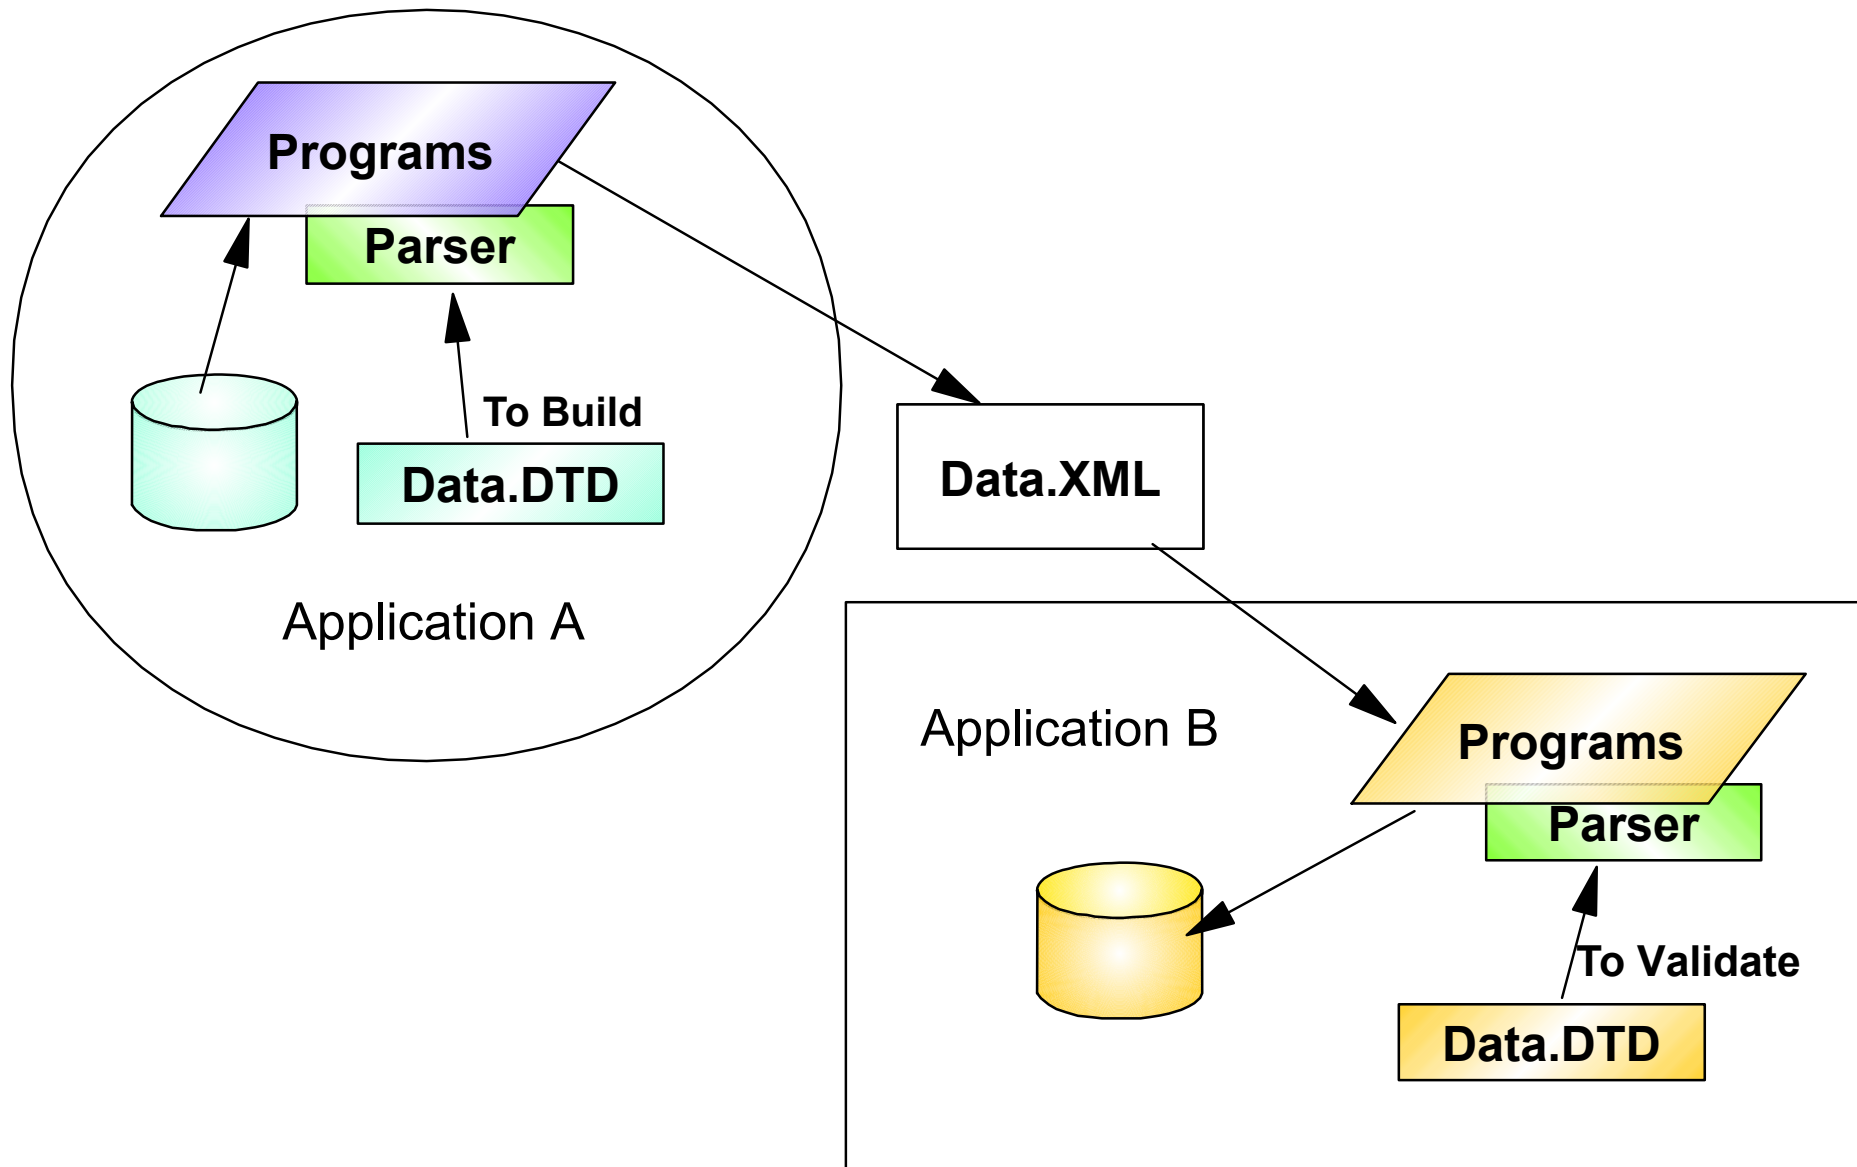 Programs
Parser
To Build
Data.DTD
Application A
Data.XML
Application B
Programs
Parser
To Validate
Data.DTD